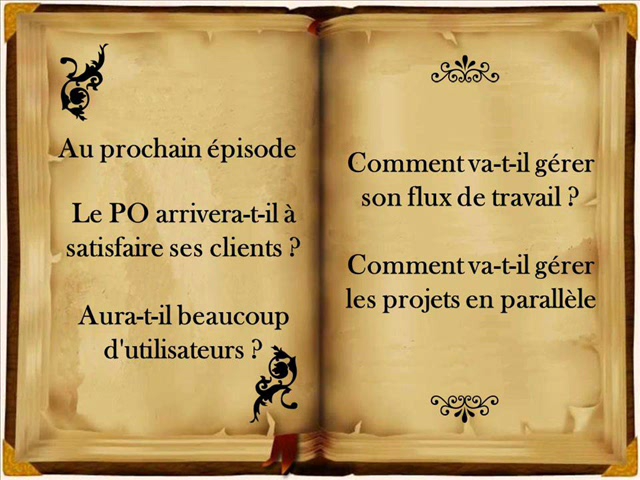 Au prochain épisode
Le PO arrivera-t-il à
satisfaire ses clients ?
Aura-t-il beaucoup
d'utilisateurs ?
Comment va-t-il gérer
son flux de travail ?
Comment va-t-il gérer
les projets en parallèle